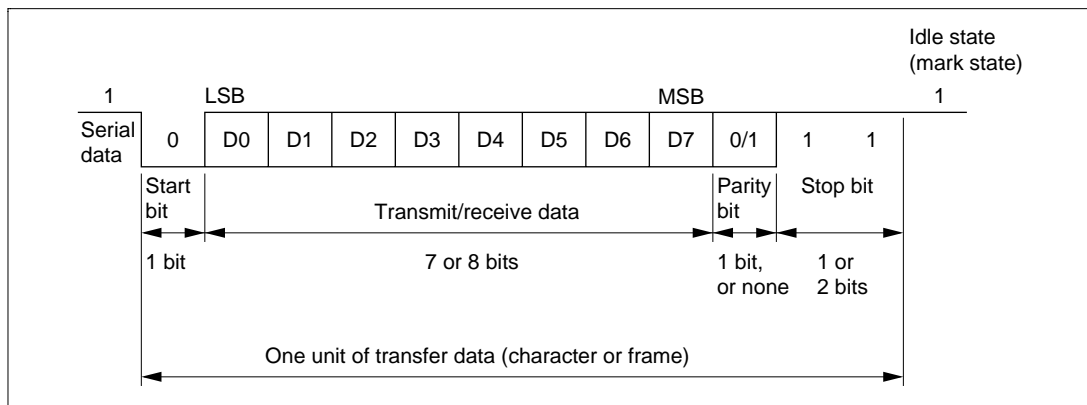 Idle state
(mark state)
1 LSB MSB 1
Serial
data
0 D0 D1 D2 D3 D4 D5 D6 D7 0/1 1 1
Start
bit
Transmit/receive data
Parity
bit
Stop bit
1 bit
7 or 8 bits
1 bit,
or none
1 or
2 bits
One unit of transfer data (character or frame)